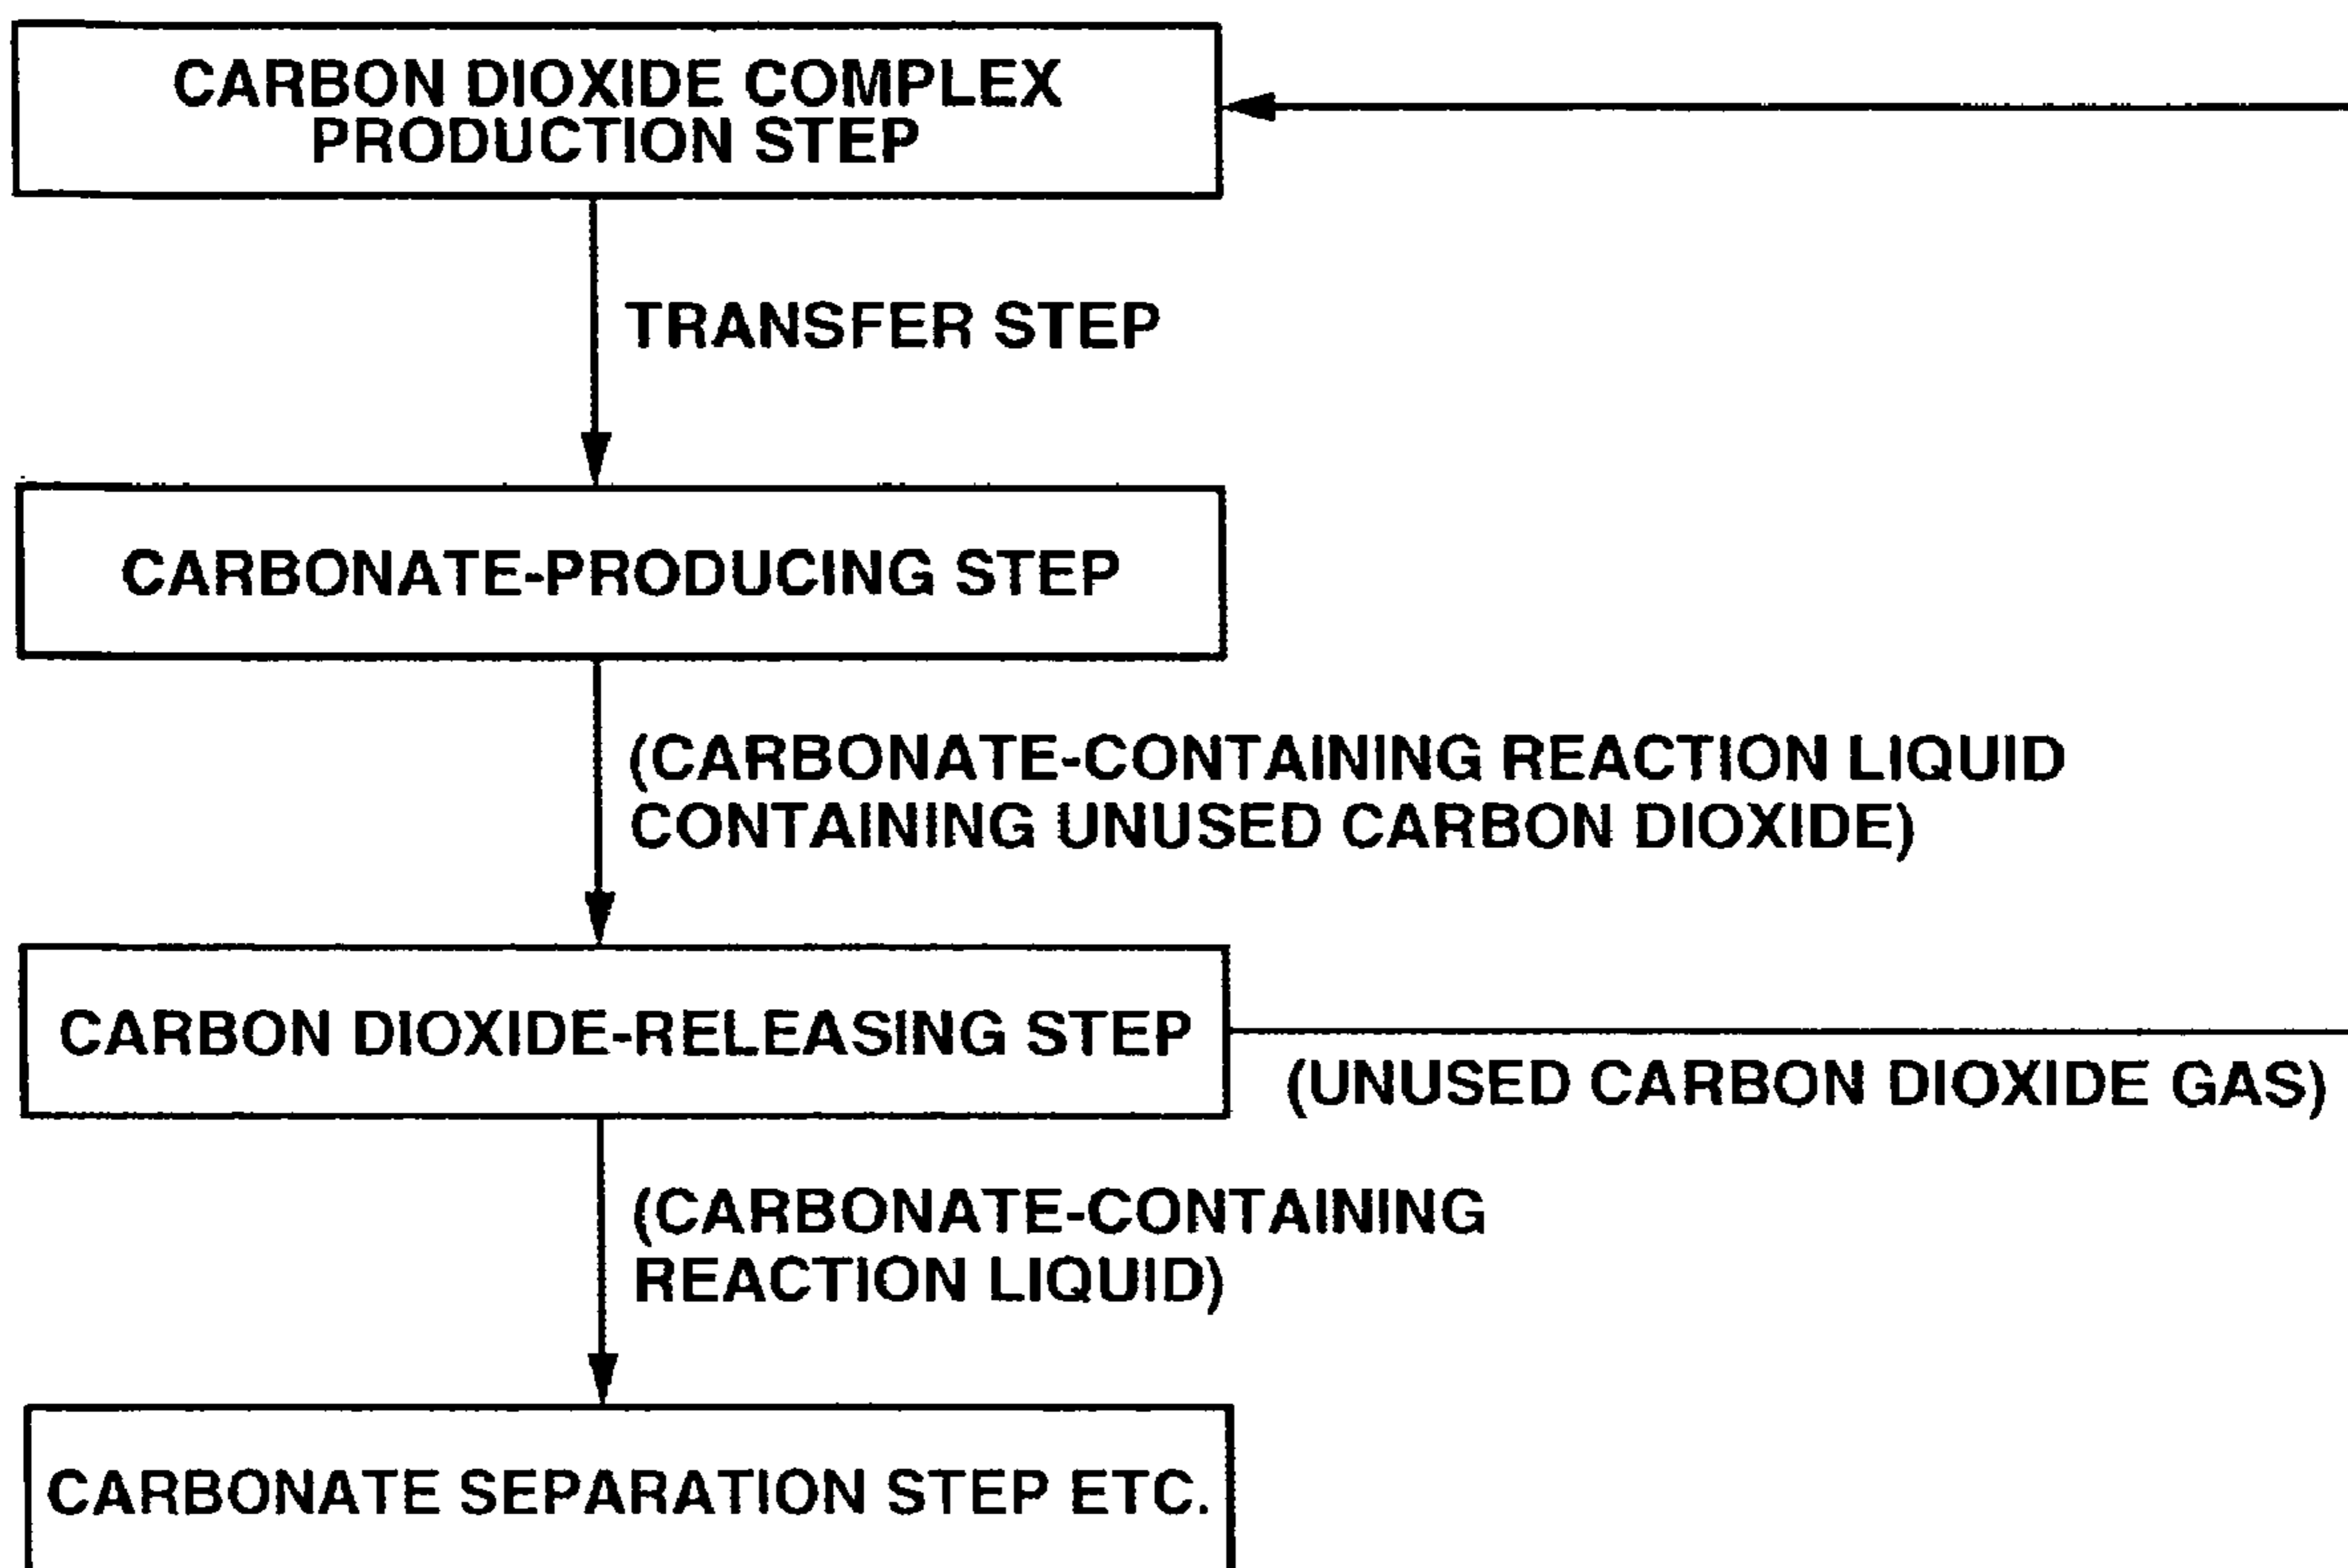 CARBON DIOXIDE COMPLEX
PRODUCTION STEP
TRANSFER STEP
CARBONATE-PRODUCING STEP
(CARBONATE-CONTAINING REACTION LIQUID
CONTAINING UNUSED CARBON DIOXIDE)
CARBON DIOXIDE-RELEASING STEP
(UNUSED CARBON DIOXIDE GAS)
(CARBONATE-CONTAINING
REACTION LIQUID)
CARBONATE SEPARATION STEP ETC.